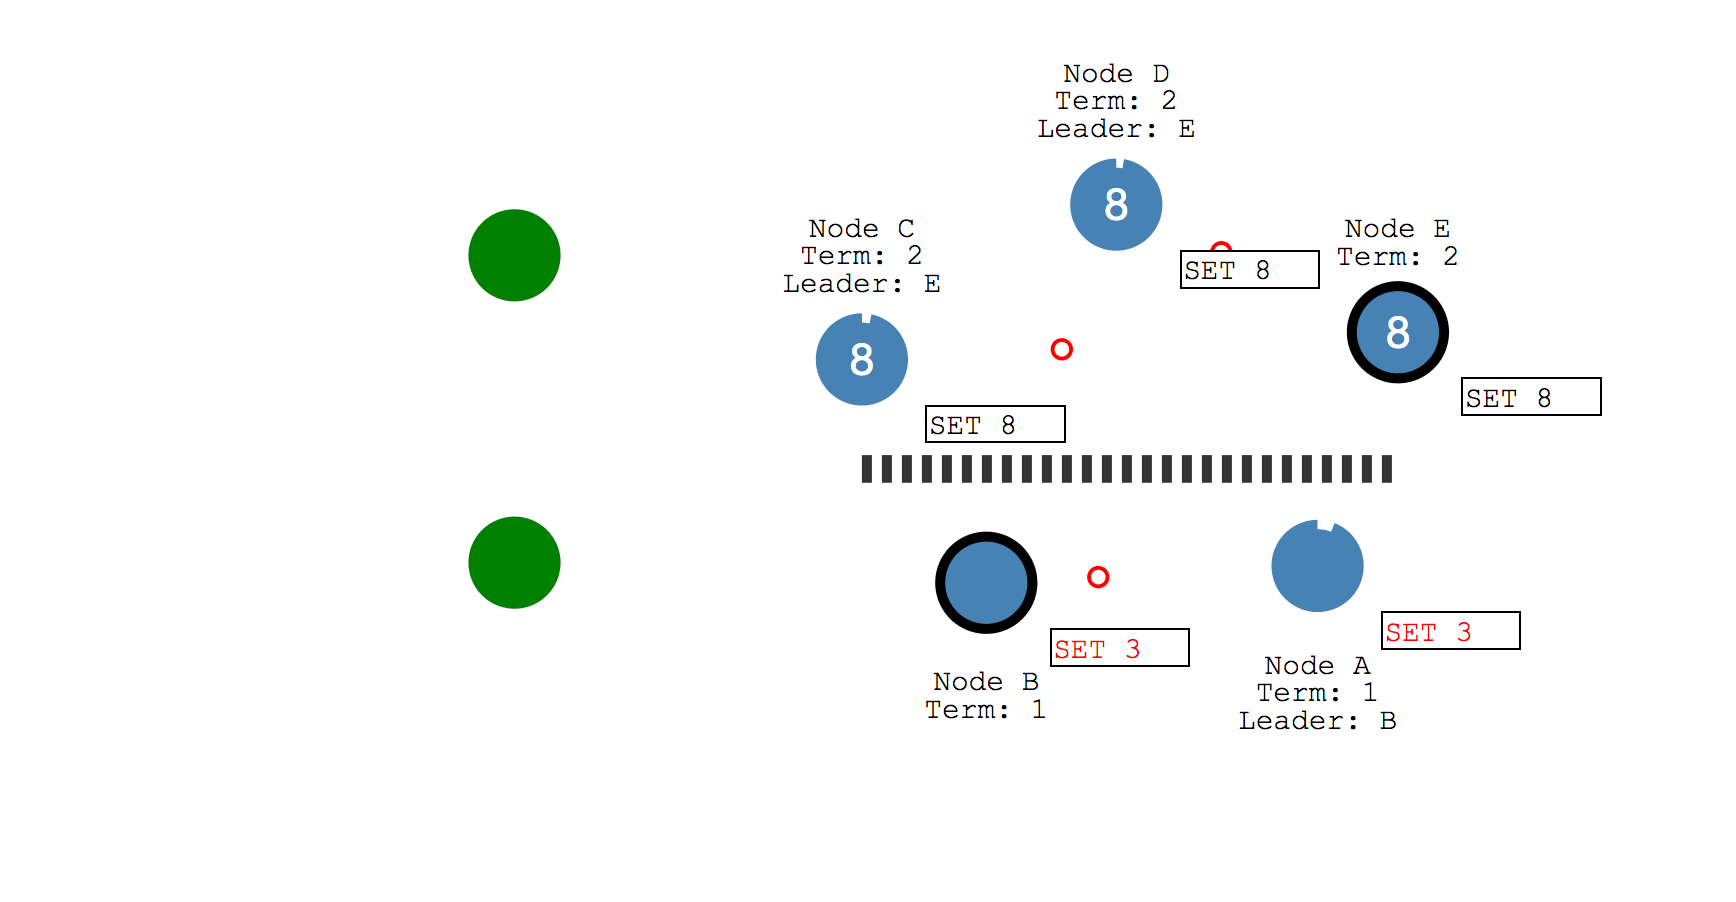 Node D
Term: 2
Leader: E
8
SET 8
Node C
Term: 2
Leader: E
8
SET 8
Node E
Term: 2
8
SET 8
Node B
Term: 1
SET 3
Node A
Term: 1
Leader: B
SET 3